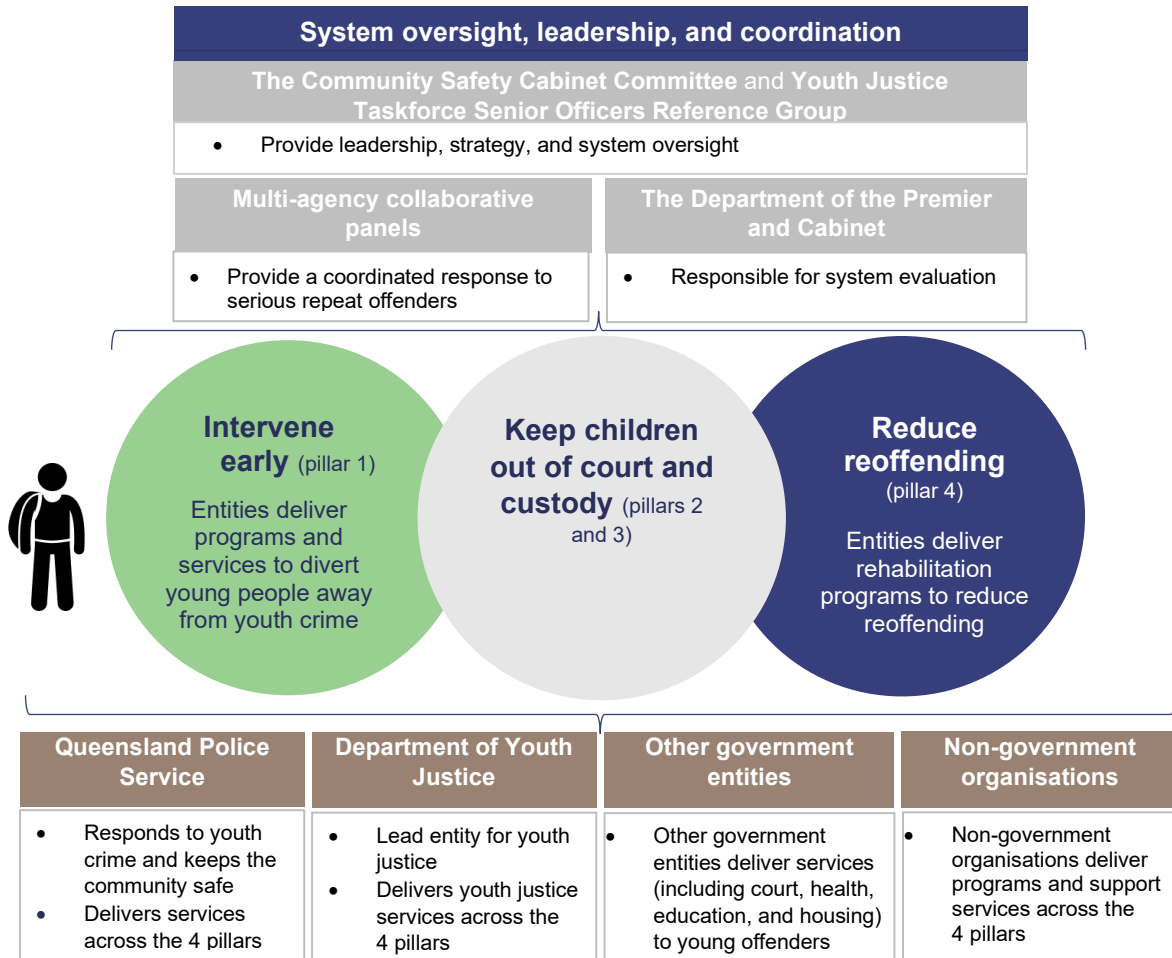 System oversight, leadership, and coordination
The Community Safety Cabinet Committee and Youth Justice
Taskforce Senior Officers Reference Group
• Provide leadership, strategy, and system oversight
Multi-agency collaborative
panels
• Provide a coordinated response to
serious repeat offenders
The Department of the Premier
and Cabinet
• Responsible for system evaluation
Intervene
early (pillar 1)
Entities deliver
programs and
services to divert
young people away
from youth crime
Keep children
out of court and
custody (pillars 2
and 3)
Reduce
reoffending
(pillar 4)
Entities deliver
rehabilitation
programs to reduce
reoffending
Queensland Police
Service
• Responds to youth
crime and keeps the
community safe
• Delivers services
across the 4 pillars
Department of Youth
Justice
• Lead entity for youth
justice
• Delivers youth justice
services across the
4 pillars
Other government
entities
• Other government
entities deliver services
(including court, health,
education, and housing)
to young offenders
Non-government
organisations
• Non-government
organisations deliver
programs and support
services across the
4 pillars